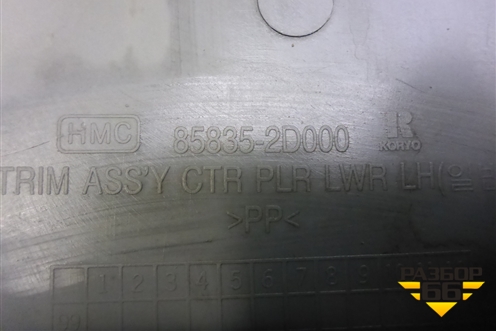 HMC 85835-2D000 KORYO
TRIM ASS'Y CTR PLR LWR LH(일
>PP<
1 2 3 4 5 6 7 8 9
РАЗБОР
66